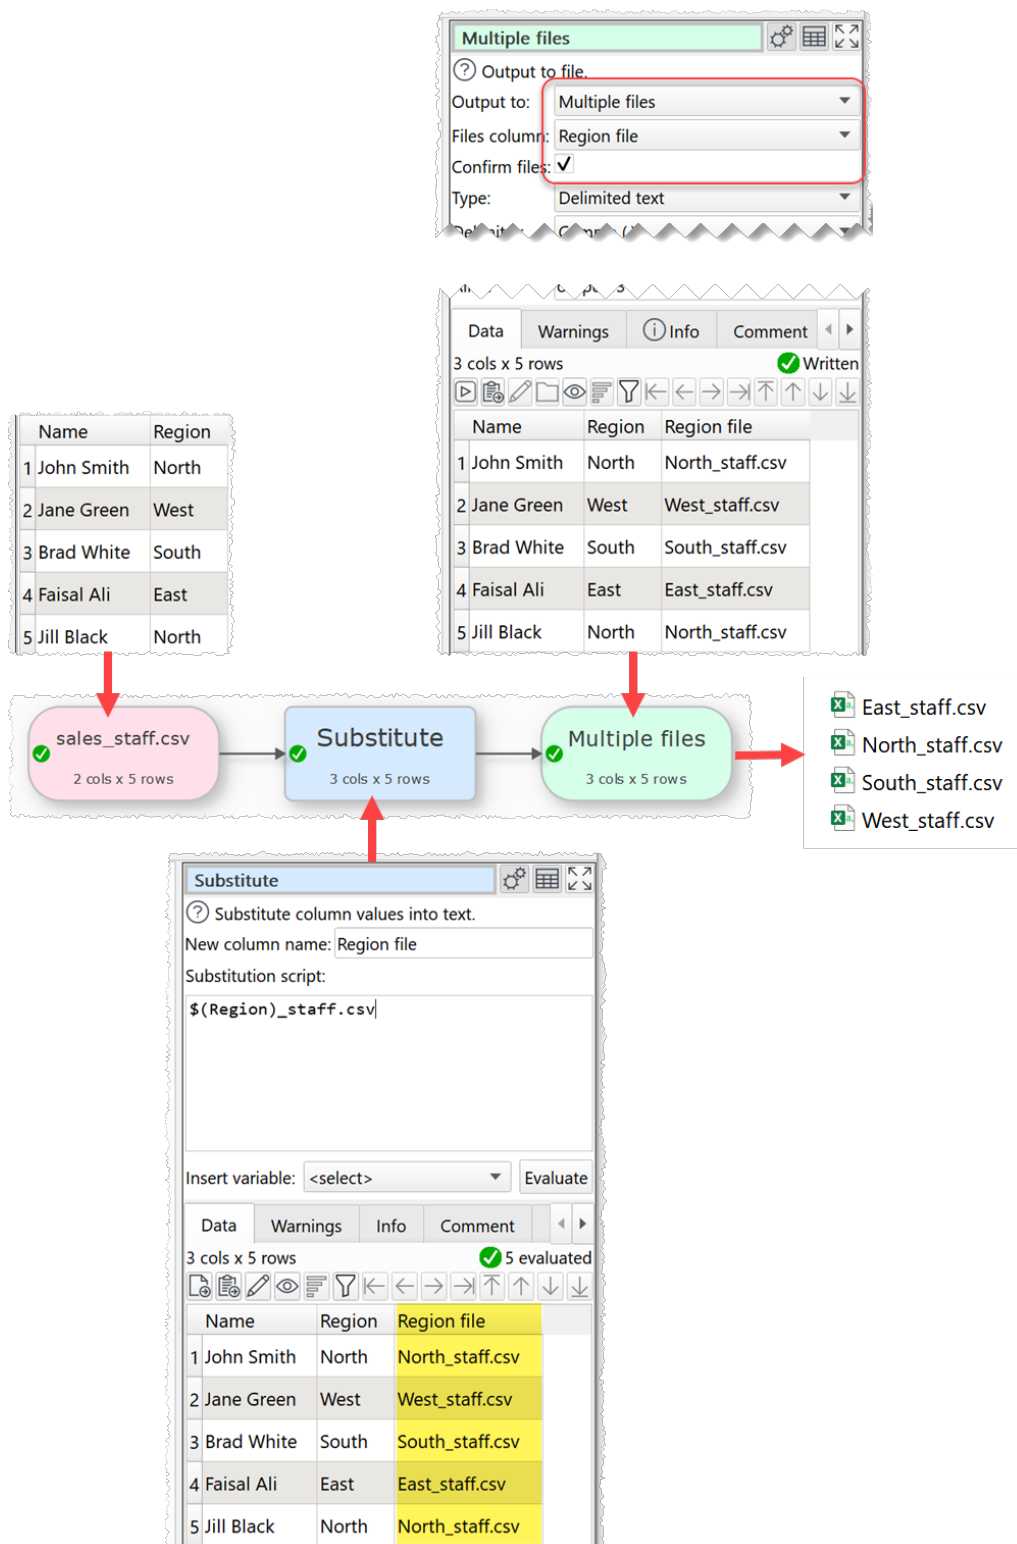 Multiple files
Output to file.
Output to: Multiple files
Files column: Region file
Confirm files:
Type: Delimited text
Data Warnings Info Comment
3 cols x 5 rows Written
Name Region Region file
1 John Smith North North_staff.csv
2 Jane Green West West_staff.csv
3 Brad White South South_staff.csv
4 Faisal Ali East East_staff.csv
5 Jill Black North North_staff.csv
Name Region
1 John Smith North
2 Jane Green West
3 Brad White South
4 Faisal Ali East
5 Jill Black North
sales_staff.csv
2 cols x 5 rows
Substitute
3 cols x 5 rows
Multiple files
3 cols x 5 rows
East_staff.csv
North_staff.csv
South_staff.csv
West_staff.csv
Substitute
Substitute column values into text.
New column name: Region file
Substitution script:
$(Region)_staff.csv
Insert variable: <select> Evaluate
Data Warnings Info Comment
3 cols x 5 rows 5 evaluated
Name Region Region file
1 John Smith North North_staff.csv
2 Jane Green West West_staff.csv
3 Brad White South South_staff.csv
4 Faisal Ali East East_staff.csv
5 Jill Black North North_staff.csv